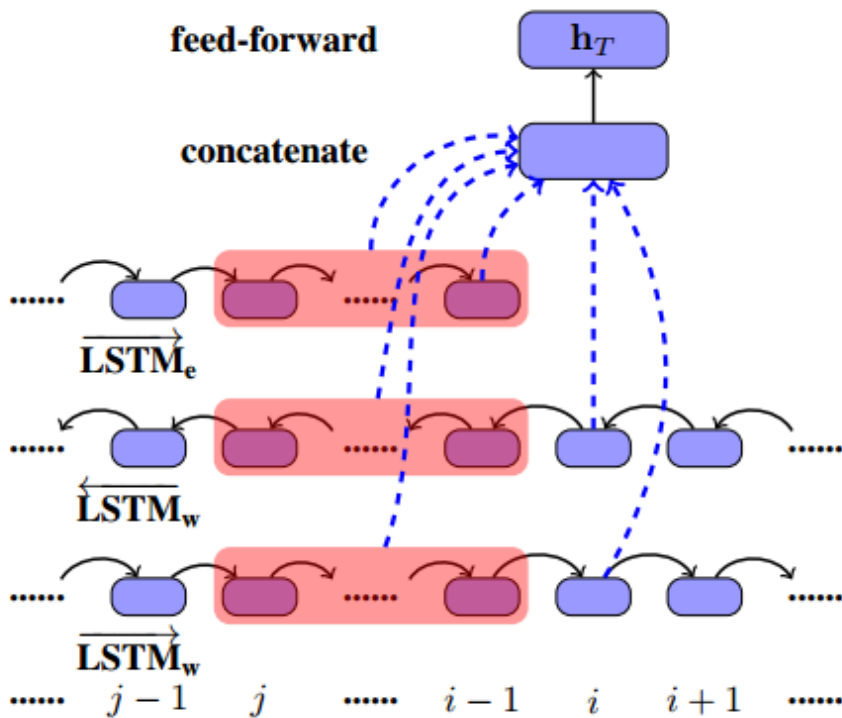 feed-forward h_T
concatenate
...... ......
→LSTM_e
...... ...... ......
←LSTM_w
...... ...... ......
→LSTM_w
...... j − 1 j ...... i − 1 i i + 1 ......